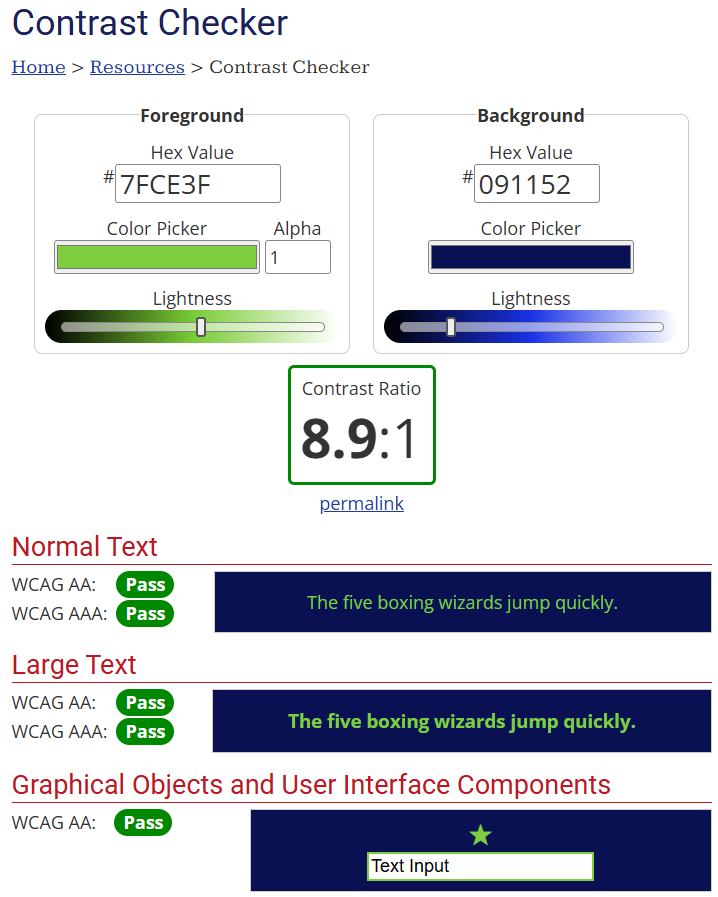 Contrast Checker
Home > Resources > Contrast Checker
Foreground
Hex Value
#7FCE3F
Color Picker Alpha
1
Lightness
Background
Hex Value
#091152
Color Picker
Lightness
Contrast Ratio
8.9:1
permalink
Normal Text
WCAG AA: Pass
WCAG AAA: Pass
The five boxing wizards jump quickly.
Large Text
WCAG AA: Pass
WCAG AAA: Pass
The five boxing wizards jump quickly.
Graphical Objects and User Interface Components
WCAG AA: Pass
Text Input